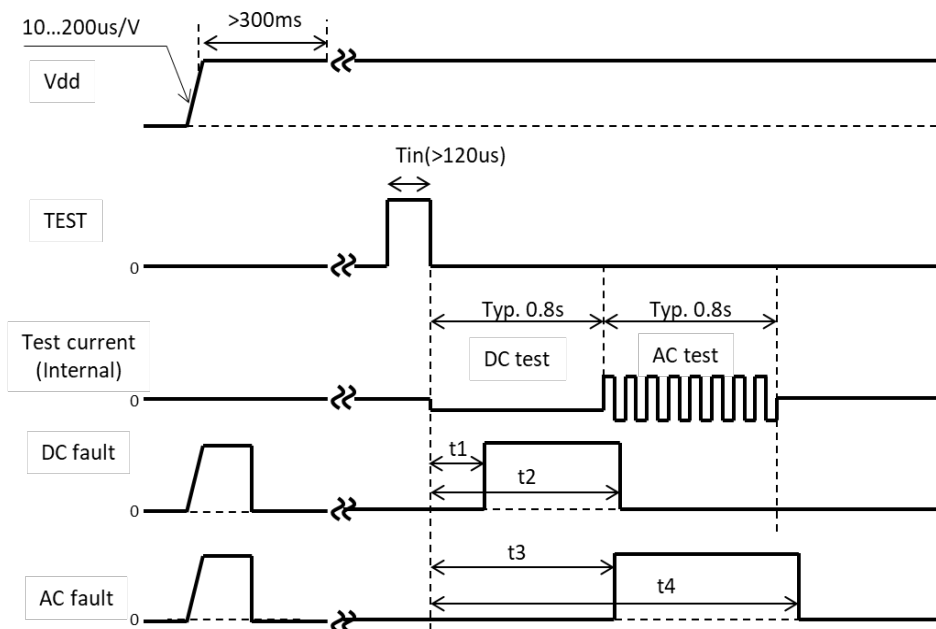 10...200us/V
>300ms
Vdd
Tin(>120us)
TEST
0
Typ. 0.8s
Typ. 0.8s
Test current
(Internal)
DC test
AC test
0
DC fault
t1
t2
0
t3
AC fault
t4
0